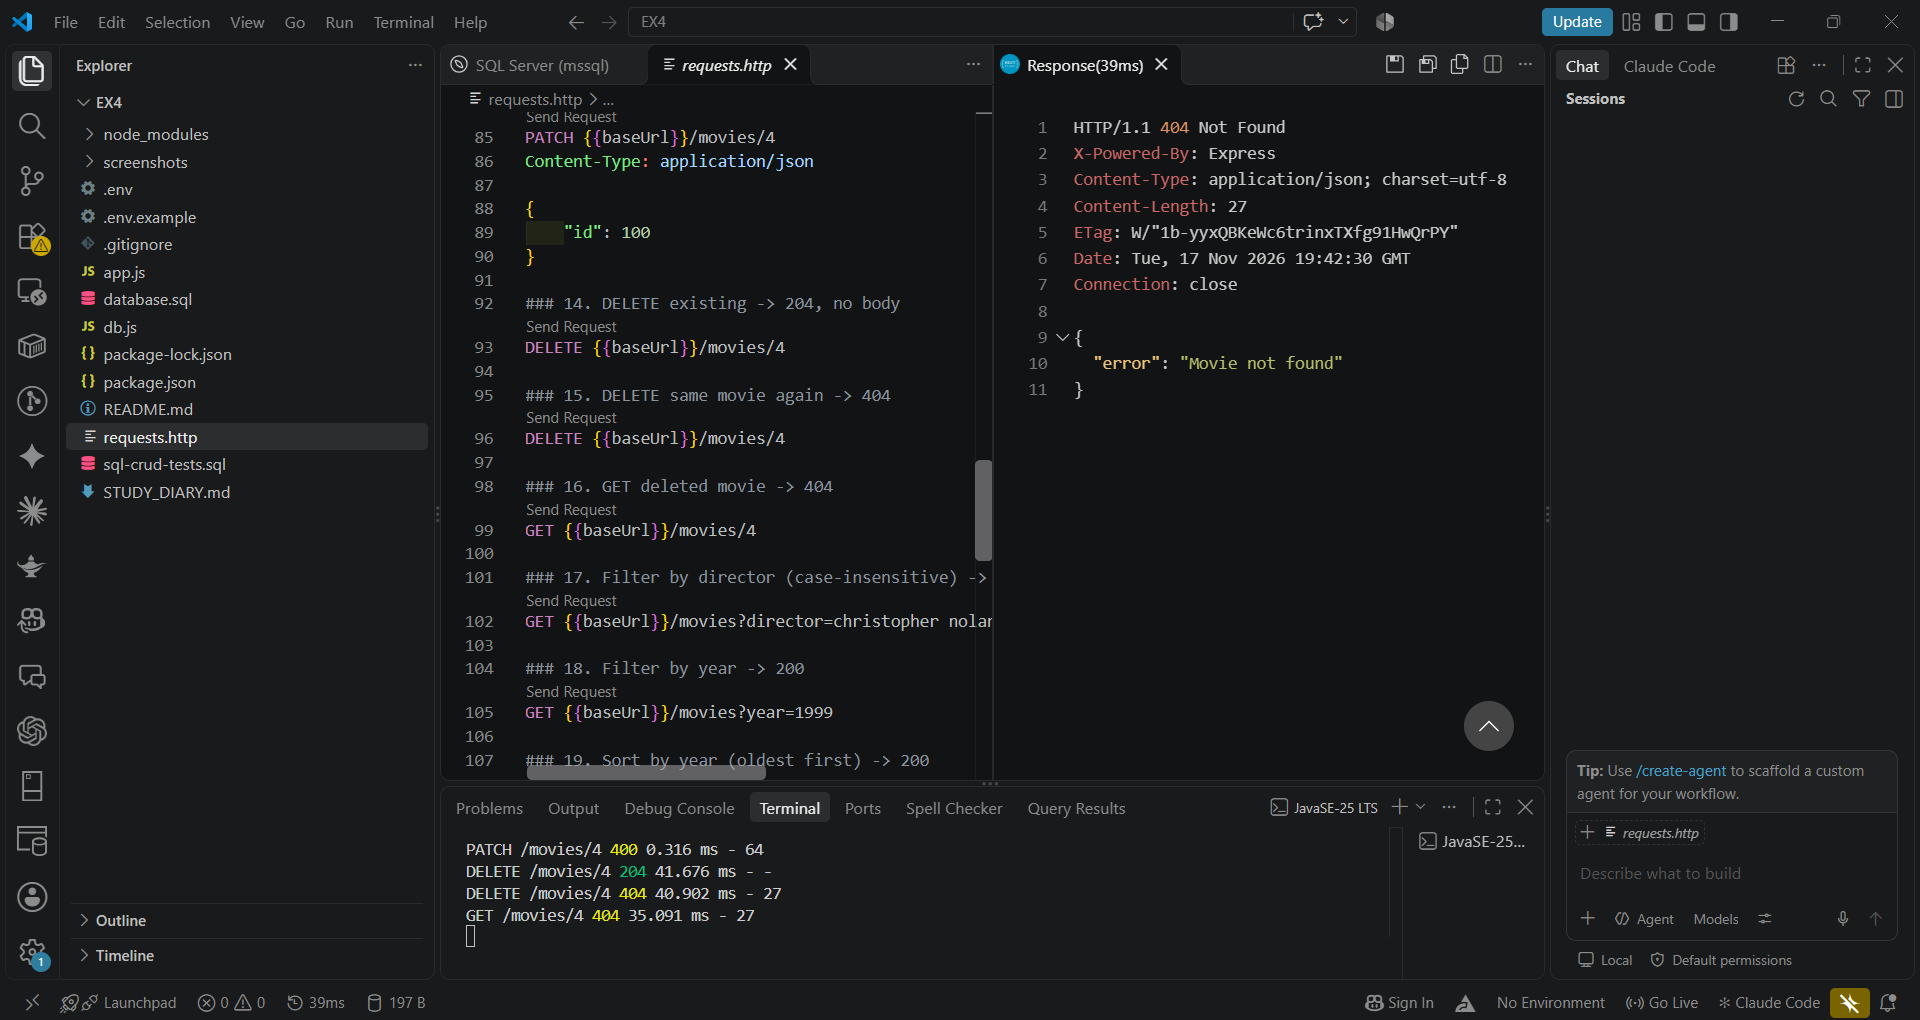 File Edit Selection View Go Run Terminal Help
EX4
Update
Explorer
EX4
node_modules
screenshots
.env
.env.example
.gitignore
JS app.js
database.sql
JS db.js
{} package-lock.json
{} package.json
README.md
requests.http
sql-crud-tests.sql
STUDY_DIARY.md
Outline
Timeline
SQL Server (mssql)
requests.http
requests.http > ...
Send Request
85 PATCH {{baseUrl}}/movies/4
86 Content-Type: application/json
87
88 {
89 "id": 100
90 }
91
92 ### 14. DELETE existing -> 204, no body
Send Request
93 DELETE {{baseUrl}}/movies/4
94
95 ### 15. DELETE same movie again -> 404
Send Request
96 DELETE {{baseUrl}}/movies/4
97
98 ### 16. GET deleted movie -> 404
Send Request
99 GET {{baseUrl}}/movies/4
100
101 ### 17. Filter by director (case-insensitive) ->
Send Request
102 GET {{baseUrl}}/movies?director=christopher nolan
103
104 ### 18. Filter by year -> 200
Send Request
105 GET {{baseUrl}}/movies?year=1999
106
107 ### 19. Sort by year (oldest first) -> 200
Response(39ms)
1 HTTP/1.1 404 Not Found
2 X-Powered-By: Express
3 Content-Type: application/json; charset=utf-8
4 Content-Length: 27
5 ETag: W/"1b-yyxQBKeWc6trinxTXfg91HwQrPY"
6 Date: Tue, 17 Nov 2026 19:42:30 GMT
7 Connection: close
8
9 {
10 "error": "Movie not found"
11 }
Problems Output Debug Console Terminal Ports Spell Checker Query Results
JavaSE-25 LTS
JavaSE-25...
PATCH /movies/4 400 0.316 ms - 64
DELETE /movies/4 204 41.676 ms - -
DELETE /movies/4 404 40.902 ms - 27
GET /movies/4 404 35.091 ms - 27
Chat Claude Code
Sessions
Tip: Use /create-agent to scaffold a custom
agent for your workflow.
requests.http
Describe what to build
Agent Models
Local Default permissions
1
Launchpad 0 0 39ms 197 B
Sign In No Environment Go Live Claude Code